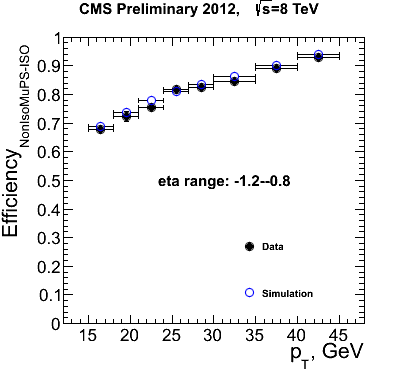 CMS Preliminary 2012, √s=8 TeV
Efficiency NonIsoMuPS-ISO
1
0.9
0.8
0.7
0.6
0.5
0.4
0.3
0.2
0.1
0
eta range: -1.2--0.8
Data
Simulation
15 20 25 30 35 40 45
p_T, GeV